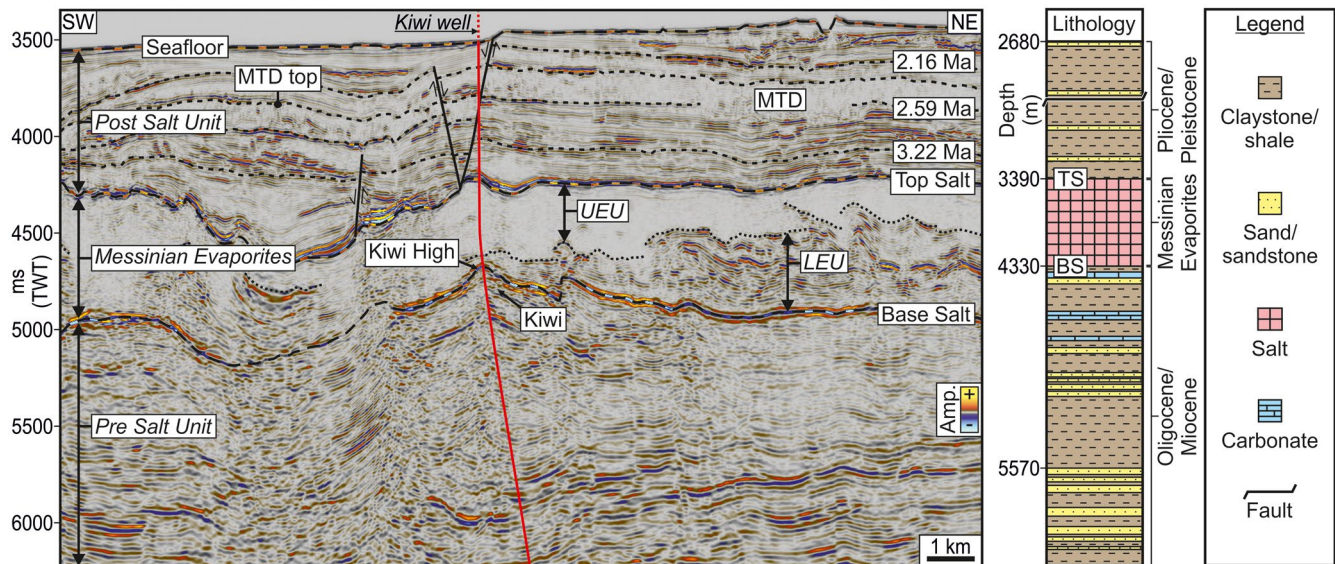 SW
Kiwi well
NE
3500
4000
4500
5000
5500
6000
ms
(TWT)
Seafloor
MTD top
Post Salt Unit
2.16 Ma
MTD
2.59 Ma
3.22 Ma
Top Salt
UEU
Messinian Evaporites
Kiwi High
LEU
Kiwi
Base Salt
Pre Salt Unit
Amp.
+
-
1 km
Lithology
Depth
(m)
2680
3390
4330
5570
TS
BS
Pliocene/
Pleistocene
Messinian
Evaporites
Oligocene/
Miocene
Legend
Claystone/
shale
Sand/
sandstone
Salt
Carbonate
Fault